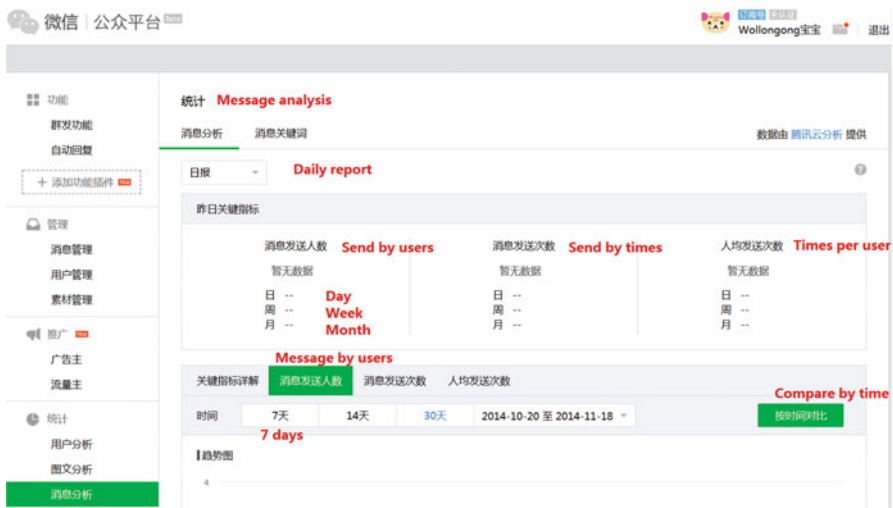 微信 | 公众平台 Beta
订阅号 未认证
Wollongong宝宝 退出
功能
群发功能
自动回复
+ 添加功能插件
管理
消息管理
用户管理
素材管理
推广
广告主
流量主
统计
用户分析
图文分析
消息分析
统计 Message analysis
消息分析 消息关键词 数据由 腾讯云分析 提供
日报 Daily report
昨日关键指标
消息发送人数 Send by users
暂无数据
日 -- Day
周 -- Week
月 -- Month
消息发送次数 Send by times
暂无数据
日 --
周 --
月 --
人均发送次数 Times per user
暂无数据
日 --
周 --
月 --
Message by users
关键指标详解 消息发送人数 消息发送次数 人均发送次数
Compare by time
时间 7天 14天 30天 2014-10-20 至 2014-11-18 按时间对比
7 days
趋势图
4